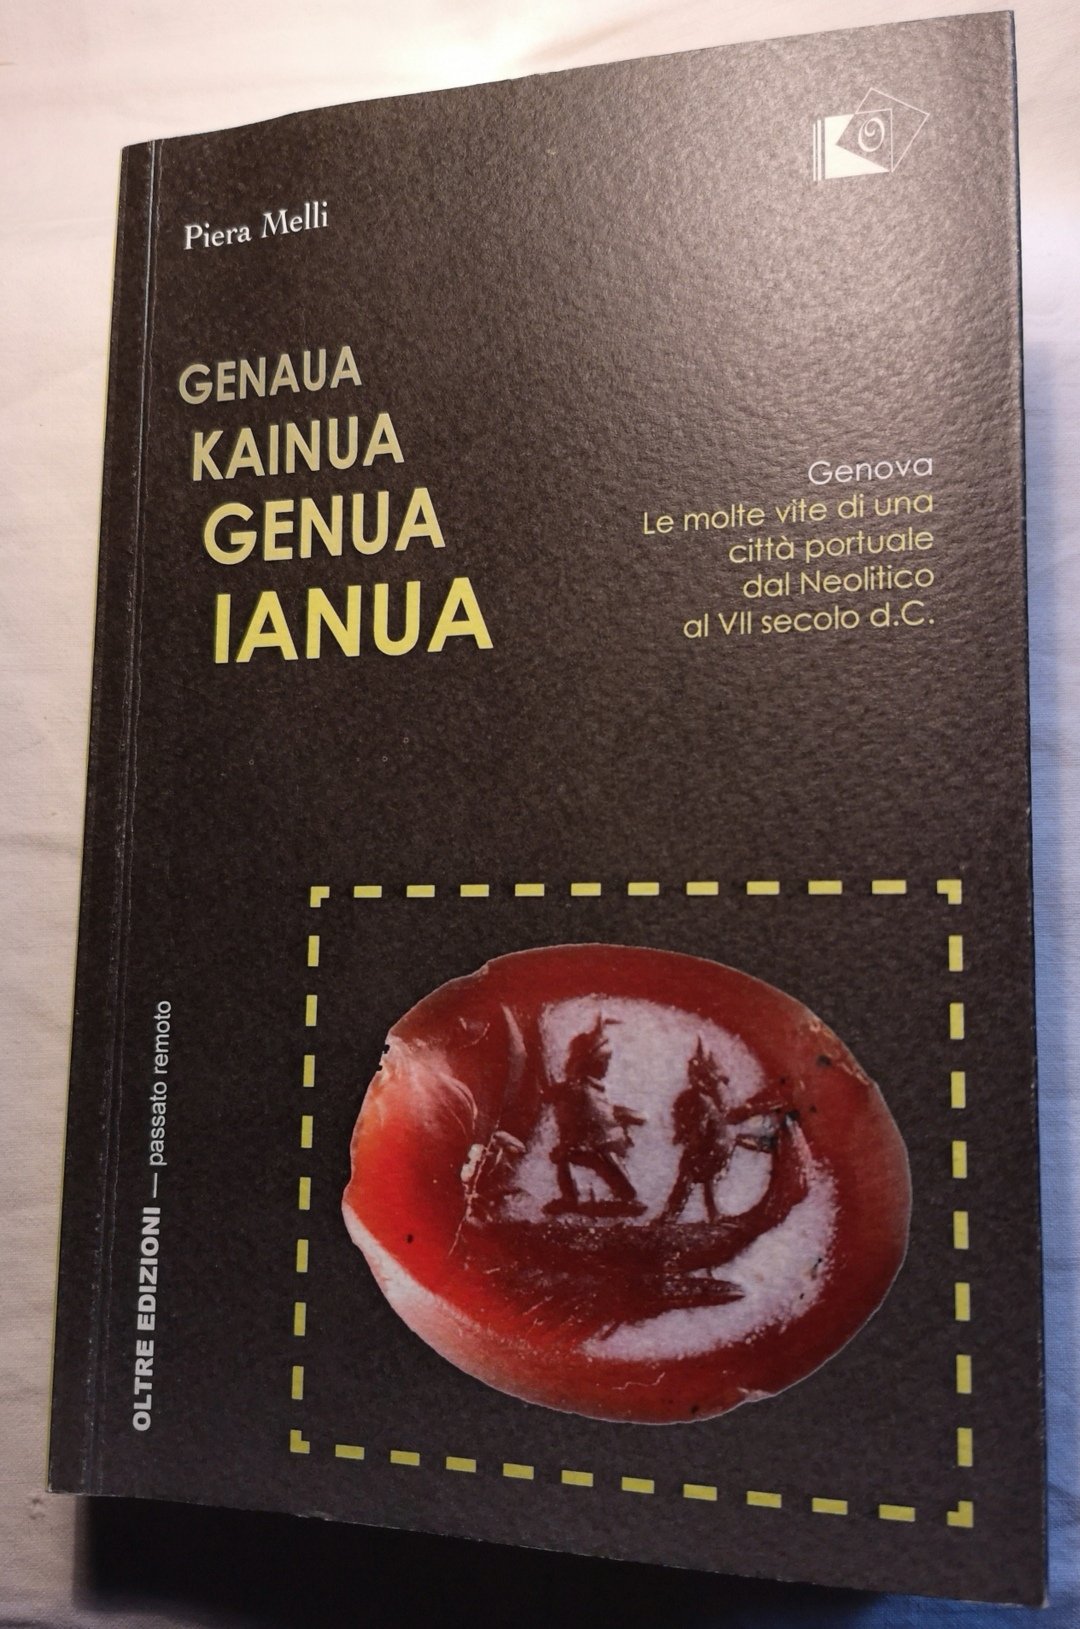 Piera Melli
GENAUA
KAINUA
GENUA
IANUA
Genova
Le molte vite di una
città portuale
dal Neolitico
al VII secolo d.C.
OLTRE EDIZIONI — passato remoto